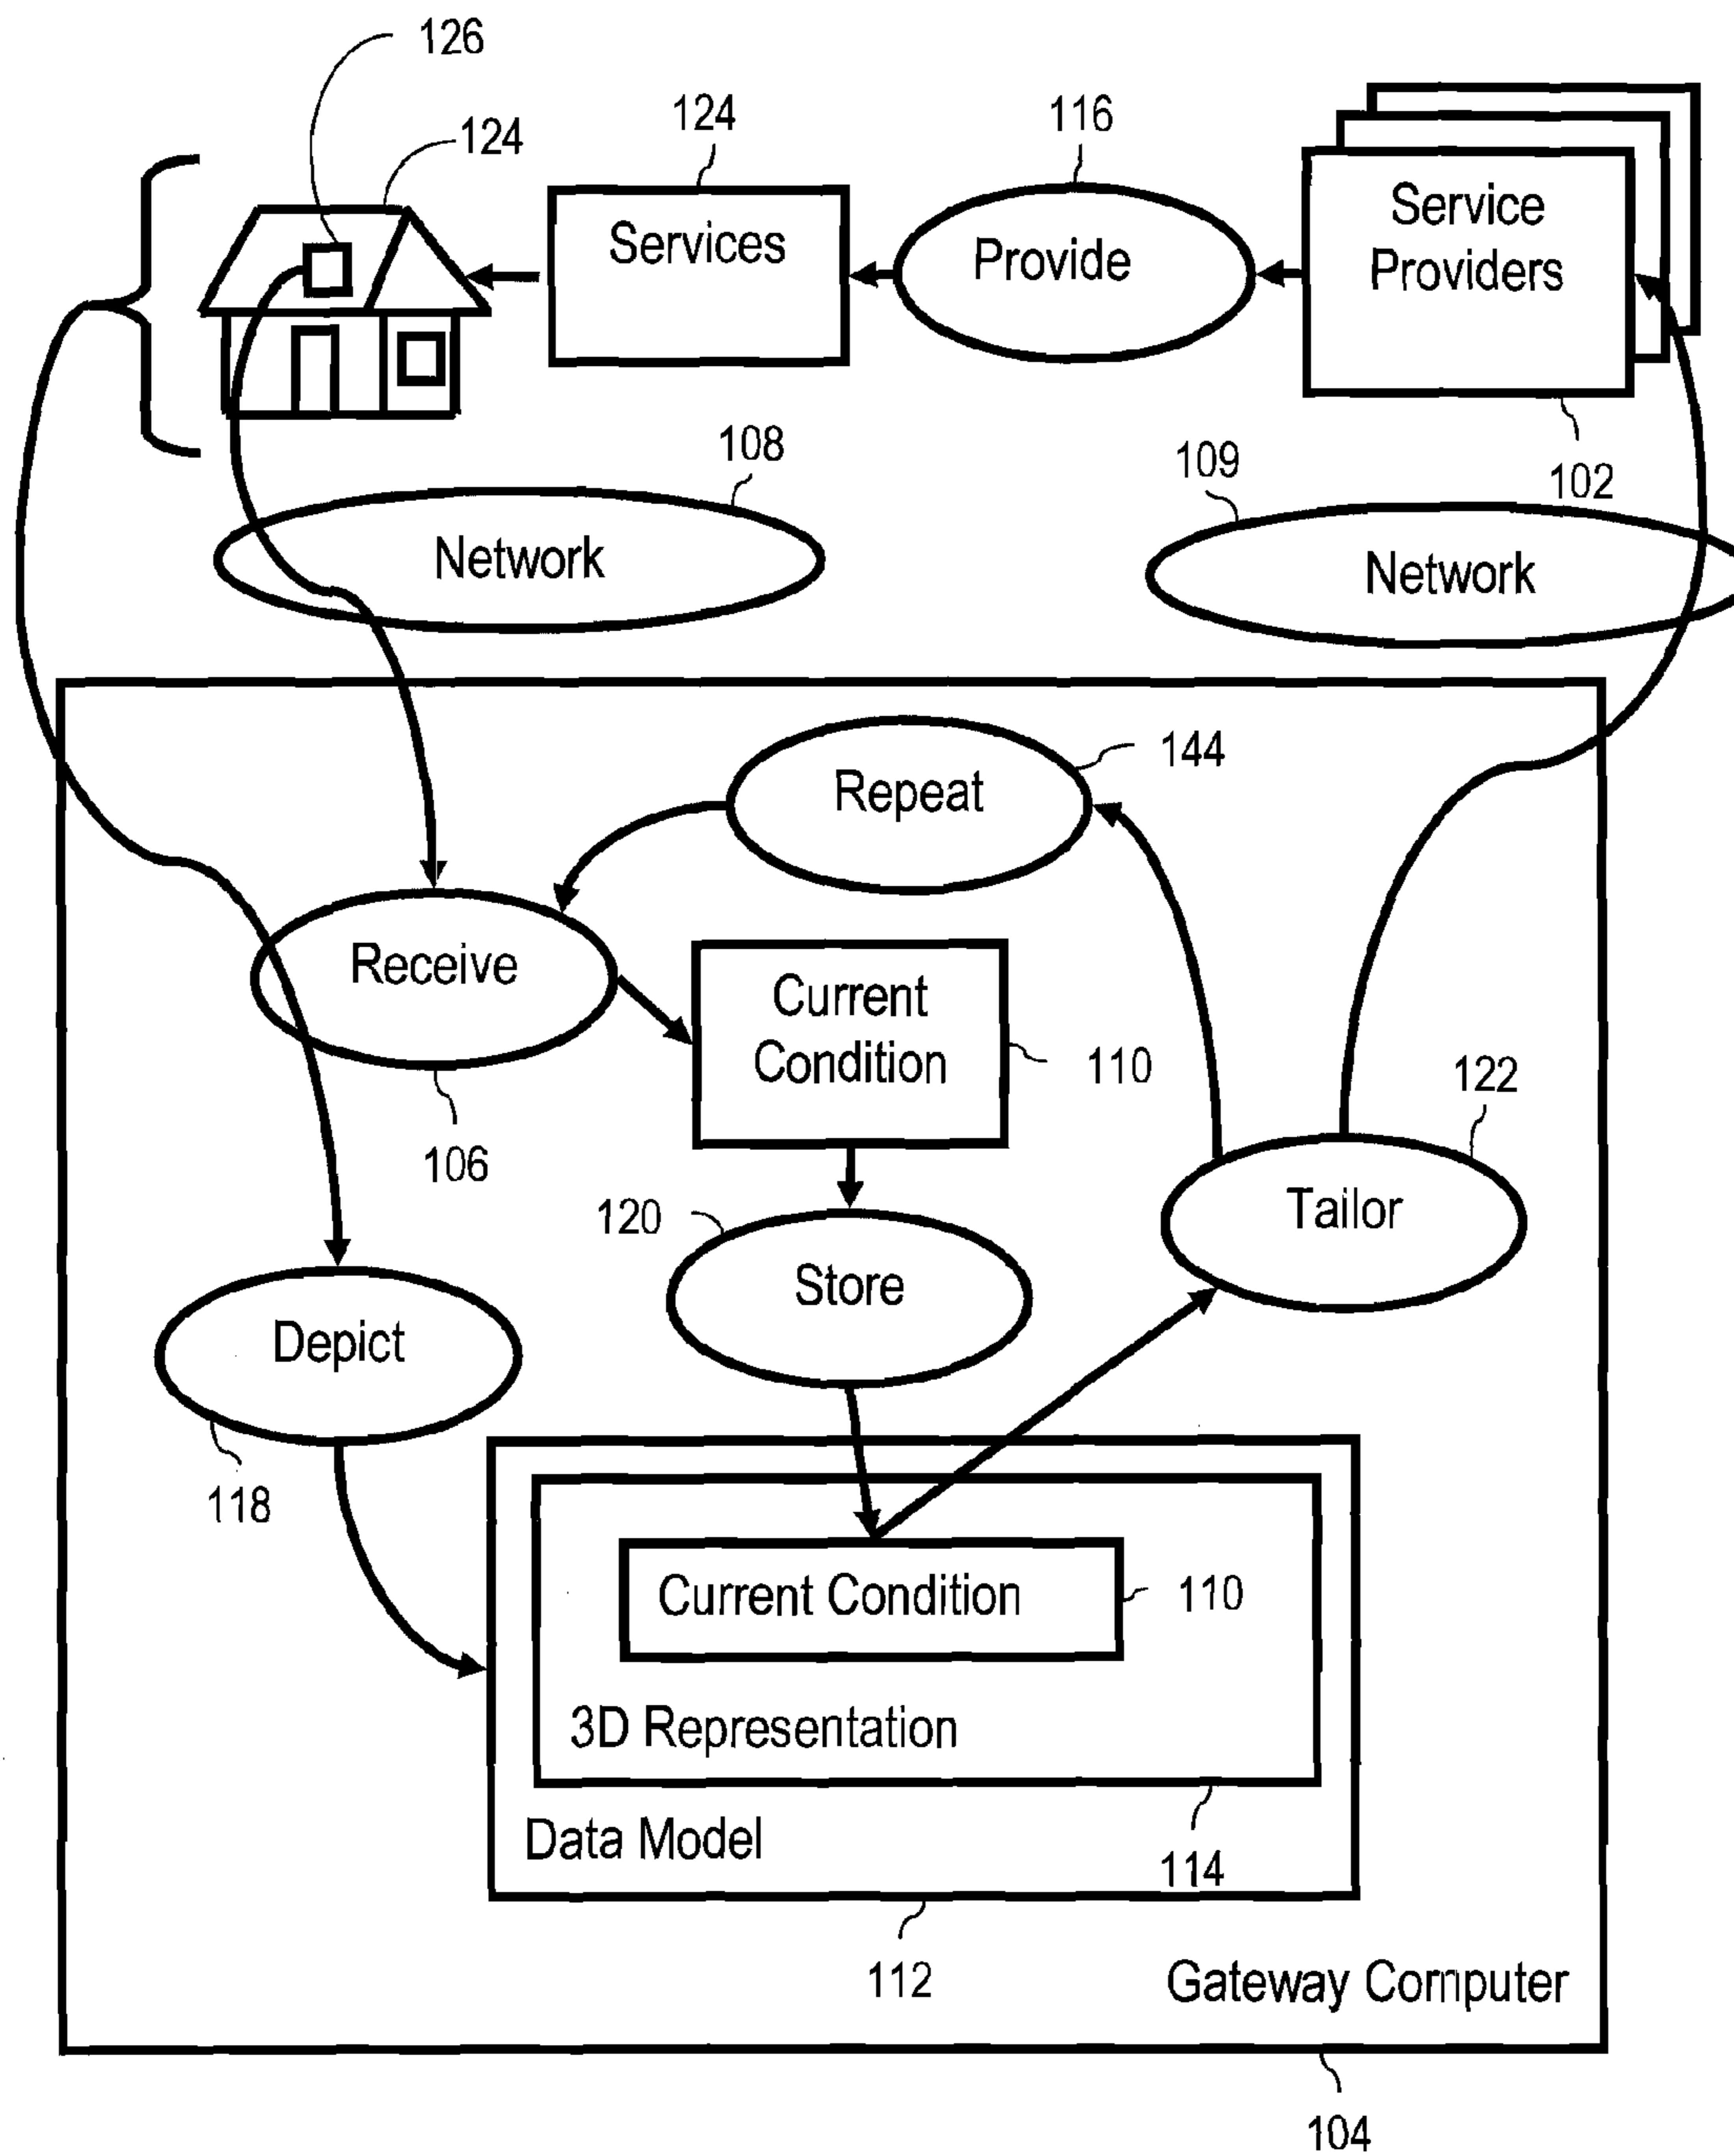 126
124
124
116
Services
Provide
Service
Providers
102
108
109
Network
Network
144
Repeat
Receive
106
Current
Condition
110
122
Tailor
120
Store
Depict
118
Current Condition
110
3D Representation
114
Data Model
112
Gateway Computer
104